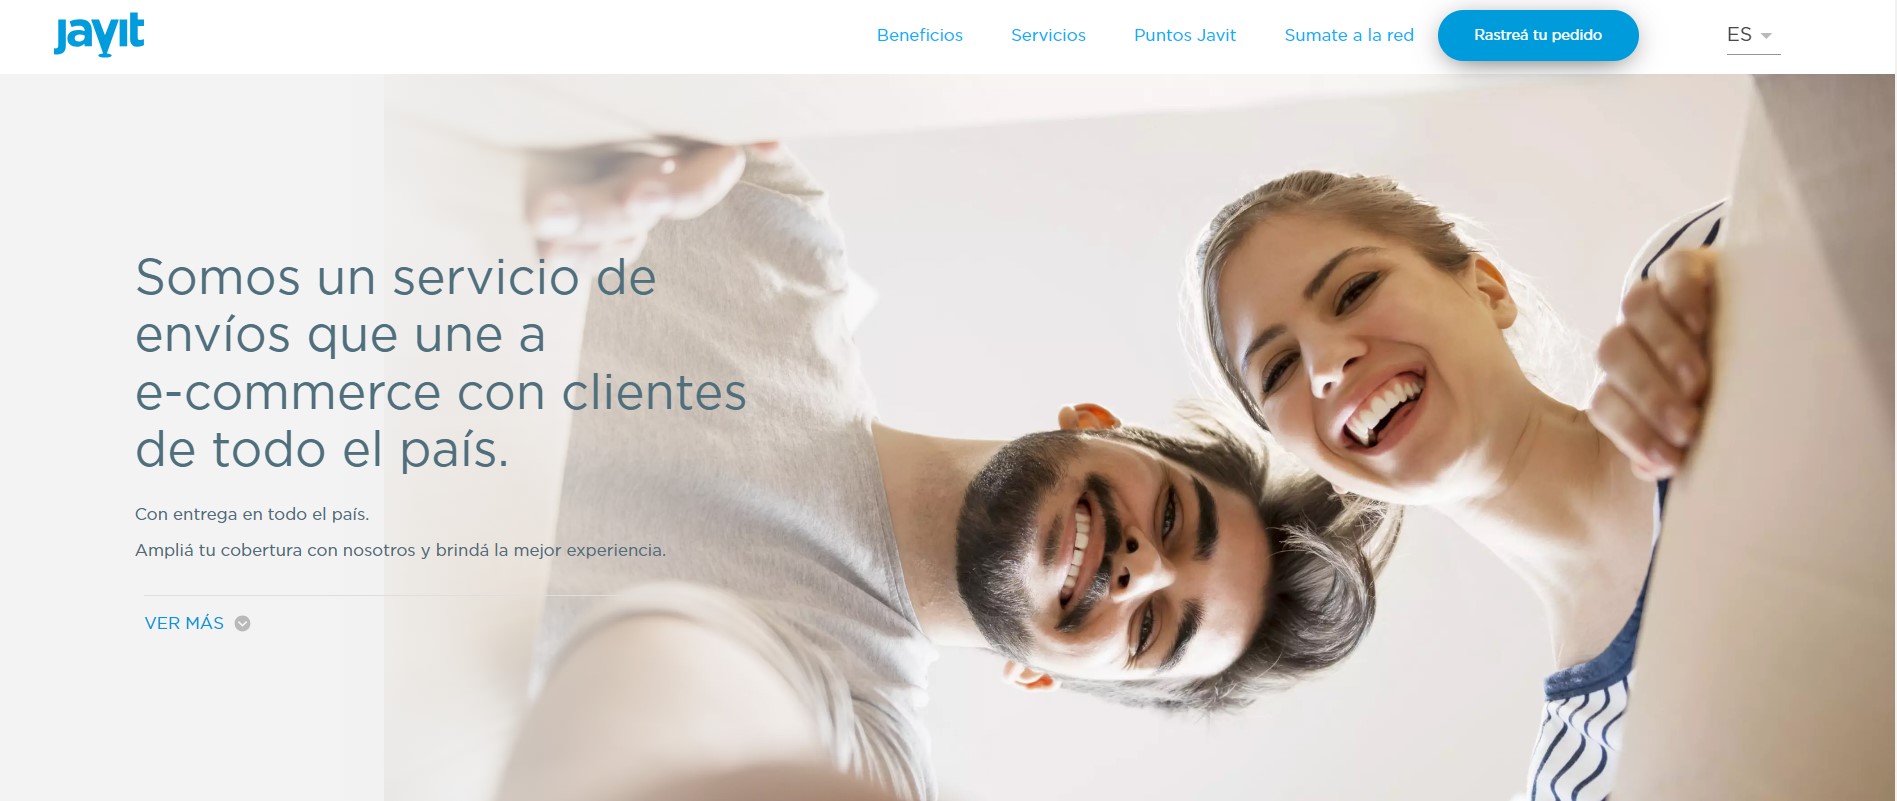 Javit
Beneficios
Servicios
Puntos Javit
Sumate a la red
Rastreá tu pedido
ES
Somos un servicio de
envíos que une a
e-commerce con clientes
de todo el país.
Con entrega en todo el país.
Ampliá tu cobertura con nosotros y brindá la mejor experiencia.
VER MÁS